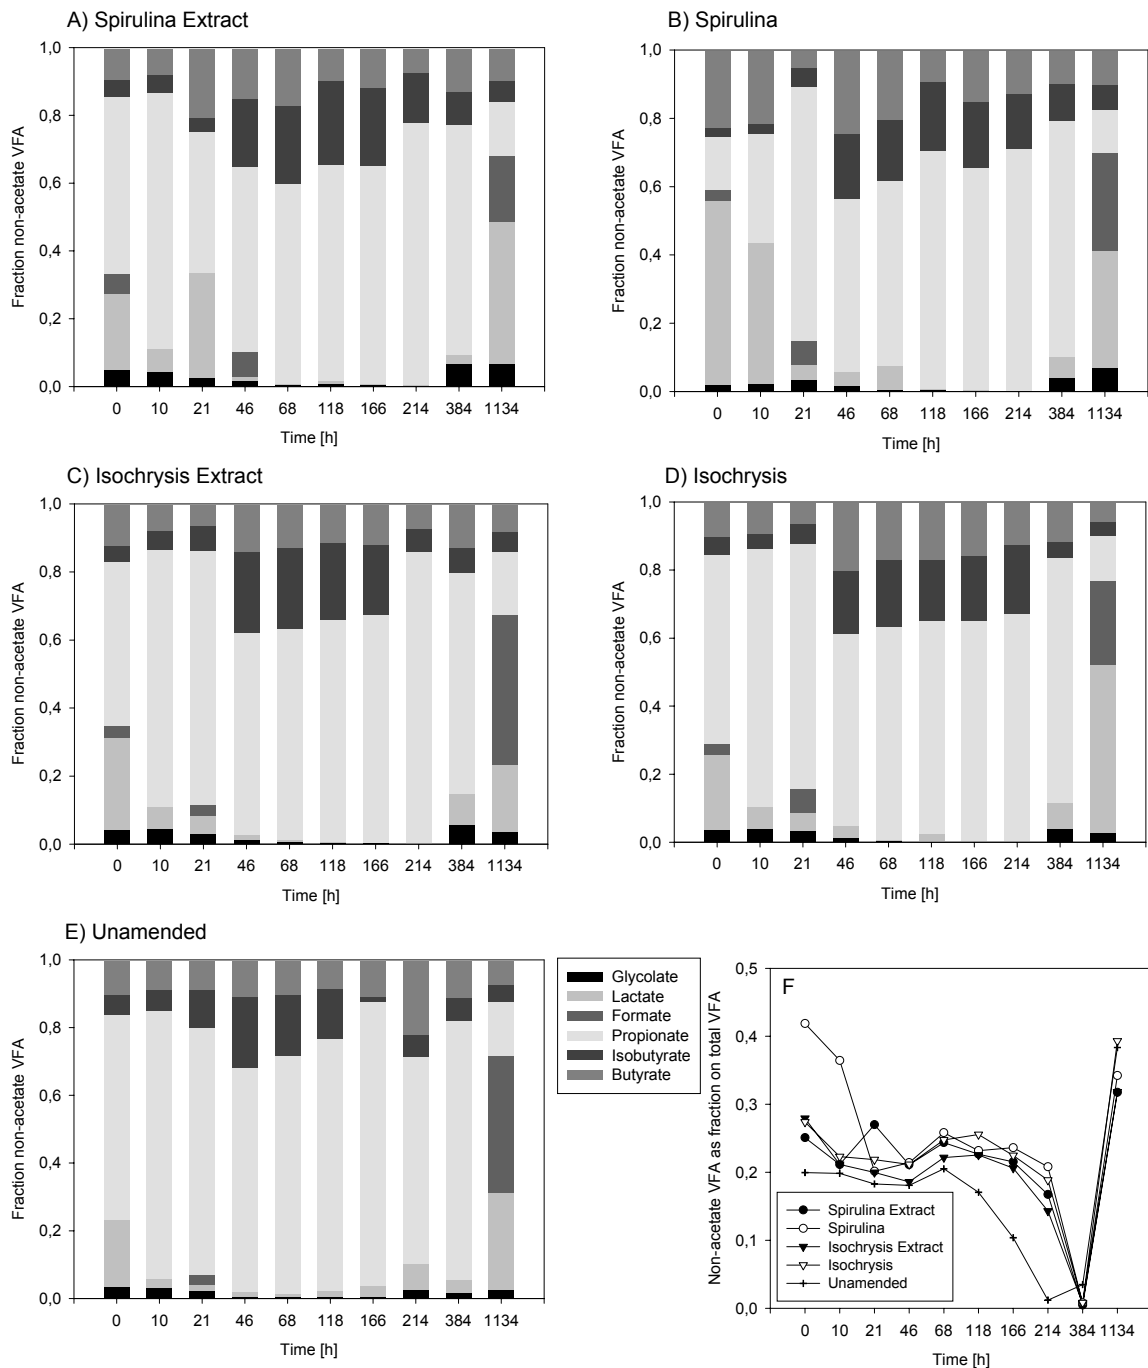 A) Spirulina Extract
Fraction non-acetate VFA
1,0
0,8
0,6
0,4
0,2
0,0
0 10 21 46 68 118 166 214 384 1134
Time [h]
B) Spirulina
Fraction non-acetate VFA
1,0
0,8
0,6
0,4
0,2
0,0
0 10 21 46 68 118 166 214 384 1134
Time [h]
C) Isochrysis Extract
Fraction non-acetate VFA
1,0
0,8
0,6
0,4
0,2
0,0
0 10 21 46 68 118 166 214 384 1134
Time [h]
D) Isochrysis
Fraction non-acetate VFA
1,0
0,8
0,6
0,4
0,2
0,0
0 10 21 46 68 118 166 214 384 1134
Time [h]
E) Unamended
Fraction non-acetate VFA
1,0
0,8
0,6
0,4
0,2
0,0
0 10 21 46 68 118 166 214 384 1134
Time [h]
Glycolate
Lactate
Formate
Propionate
Isobutyrate
Butyrate
F
Non-acetate VFA as fraction on total VFA
0,5
0,4
0,3
0,2
0,1
0,0
Spirulina Extract
Spirulina
Isochrysis Extract
Isochrysis
Unamended
0 10 21 46 68 118 166 214 384 1134
Time [h]